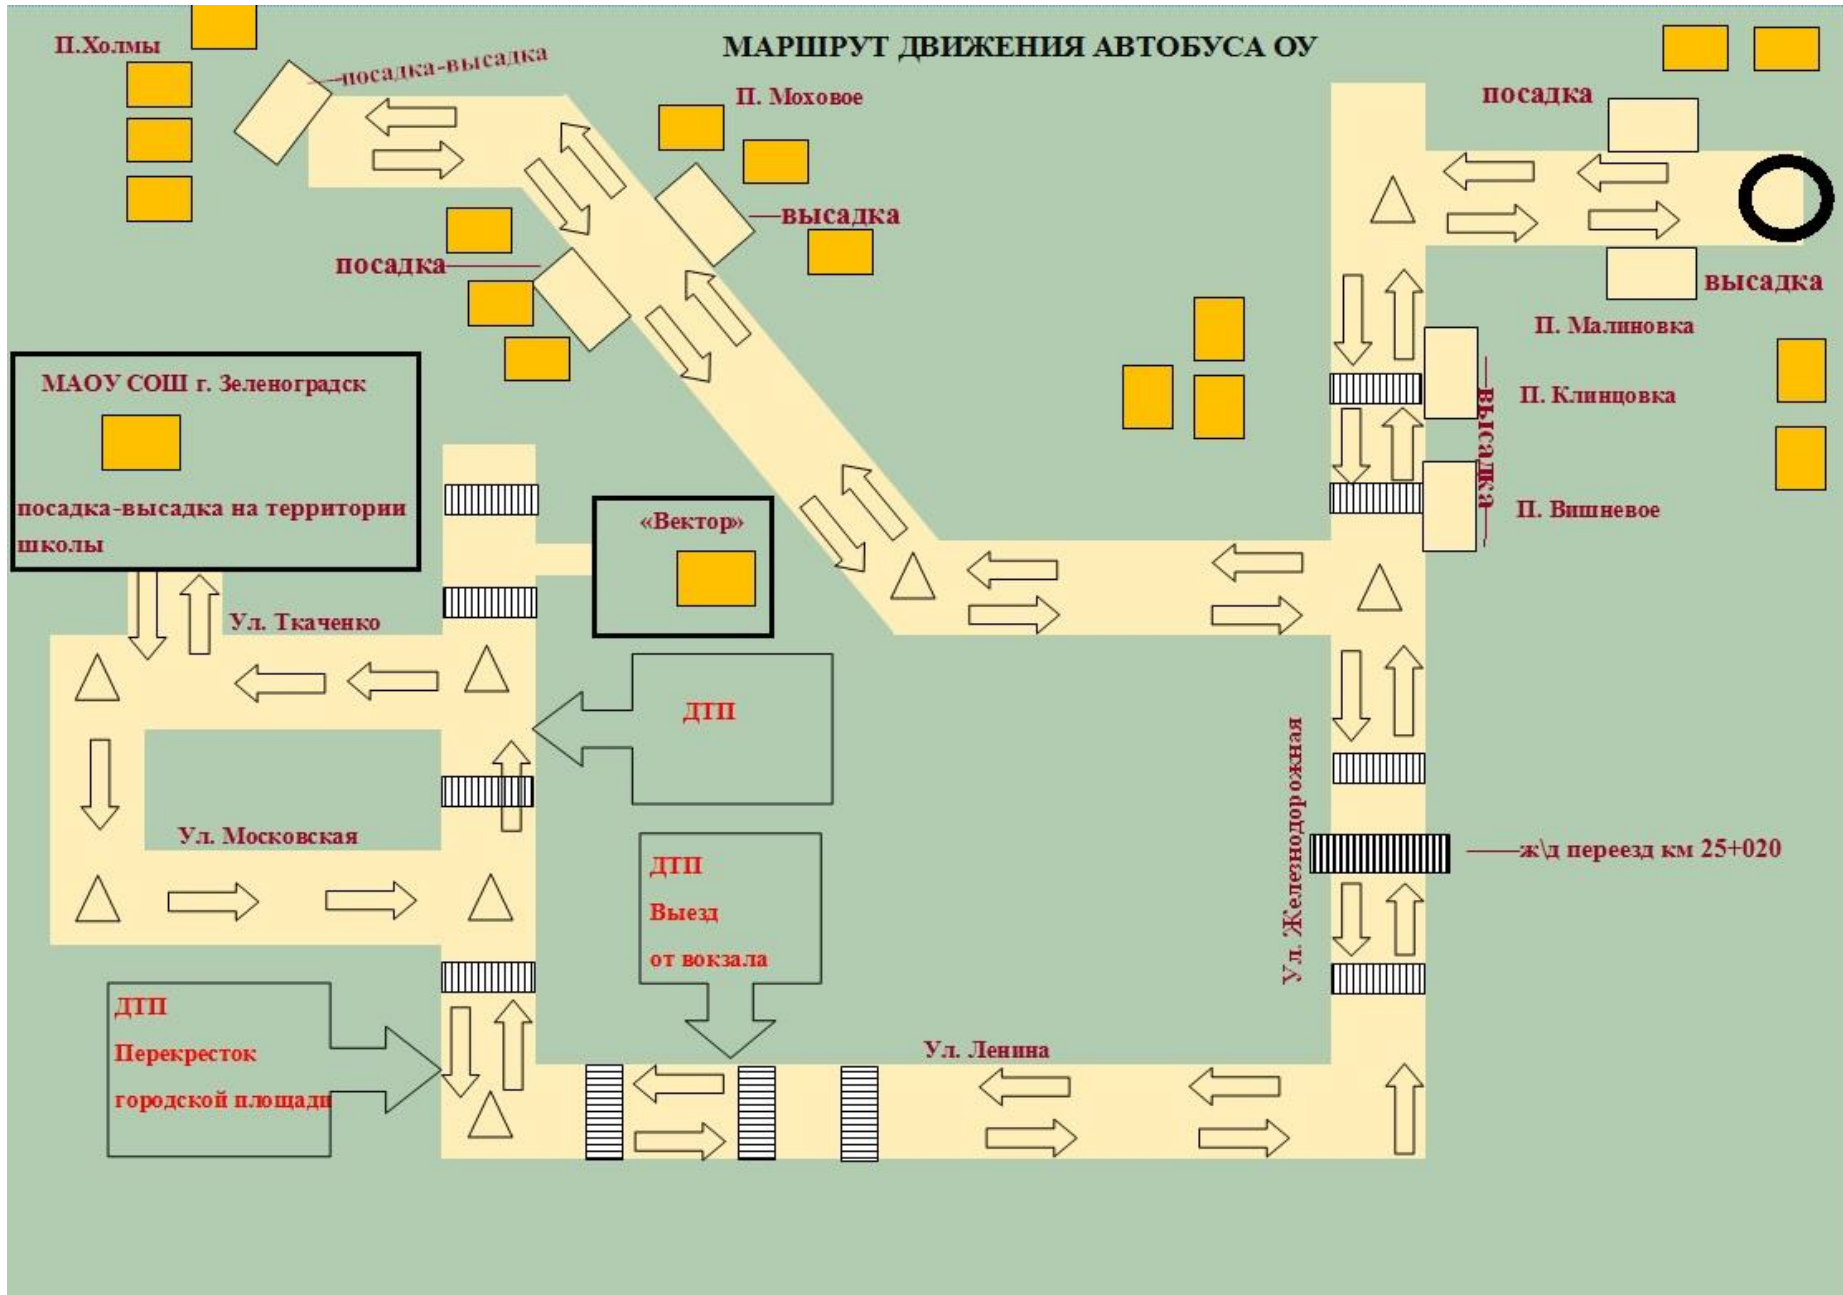 МАРШРУТ ДВИЖЕНИЯ АВТОБУСА ОУ
П.Холмы
посадка-высадка
П. Моховое
посадка
высадка
посадка
высадка
П. Малиновка
П. Клинцовка
высадка
П. Вишневое
МАОУ СОШ г. Зеленоградск
посадка-высадка на территории
школы
«Вектор»
Ул. Ткаченко
ДТП
Ул. Железнодорожная
Ул. Московская
ж\д переезд км 25+020
ДТП
Выезд
от вокзала
ДТП
Перекресток
городской площади
Ул. Ленина